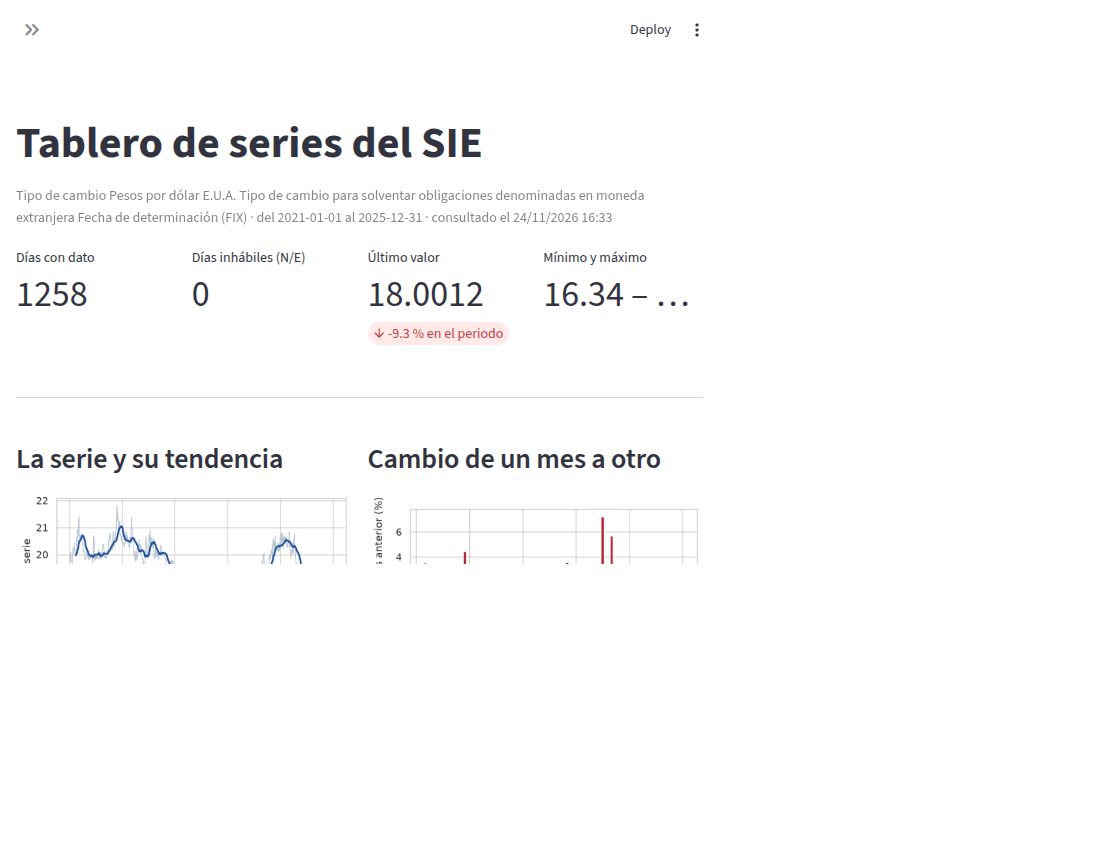 Deploy
Tablero de series del SIE
Tipo de cambio Pesos por dólar E.U.A. Tipo de cambio para solventar obligaciones denominadas en moneda
extranjera Fecha de determinación (FIX) · del 2021-01-01 al 2025-12-31 · consultado el 24/11/2026 16:33
Días con dato
Días inhábiles (N/E)
Último valor
Mínimo y máximo
1258
0
18.0012
16.34 – …
-9.3 % en el periodo
La serie y su tendencia
Cambio de un mes a otro
22
21
20
serie
6
4
s anterior (%)